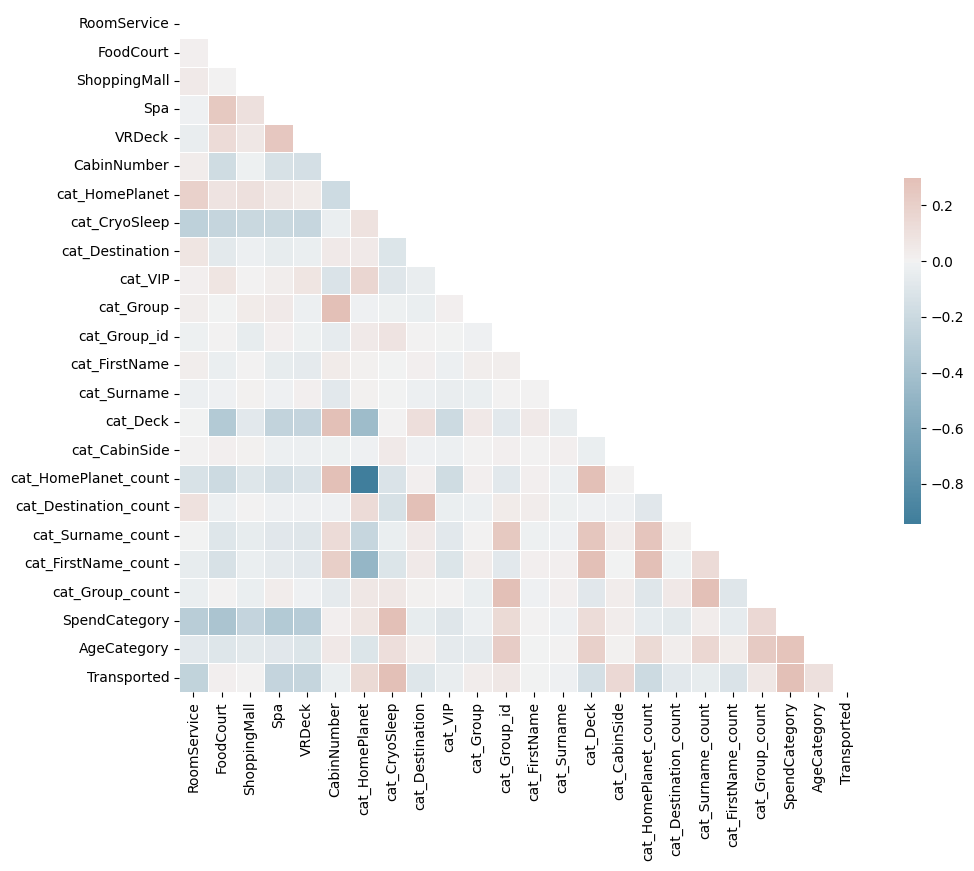 RoomService
FoodCourt
ShoppingMall
Spa
VRDeck
CabinNumber
cat_HomePlanet
cat_CryoSleep
cat_Destination
cat_VIP
cat_Group
cat_Group_id
cat_FirstName
cat_Surname
cat_Deck
cat_CabinSide
cat_HomePlanet_count
cat_Destination_count
cat_Surname_count
cat_FirstName_count
cat_Group_count
SpendCategory
AgeCategory
Transported
RoomService
FoodCourt
ShoppingMall
Spa
VRDeck
CabinNumber
cat_HomePlanet
cat_CryoSleep
cat_Destination
cat_VIP
cat_Group
cat_Group_id
cat_FirstName
cat_Surname
cat_Deck
cat_CabinSide
cat_HomePlanet_count
cat_Destination_count
cat_Surname_count
cat_FirstName_count
cat_Group_count
SpendCategory
AgeCategory
Transported
0.2
0.0
−0.2
−0.4
−0.6
−0.8